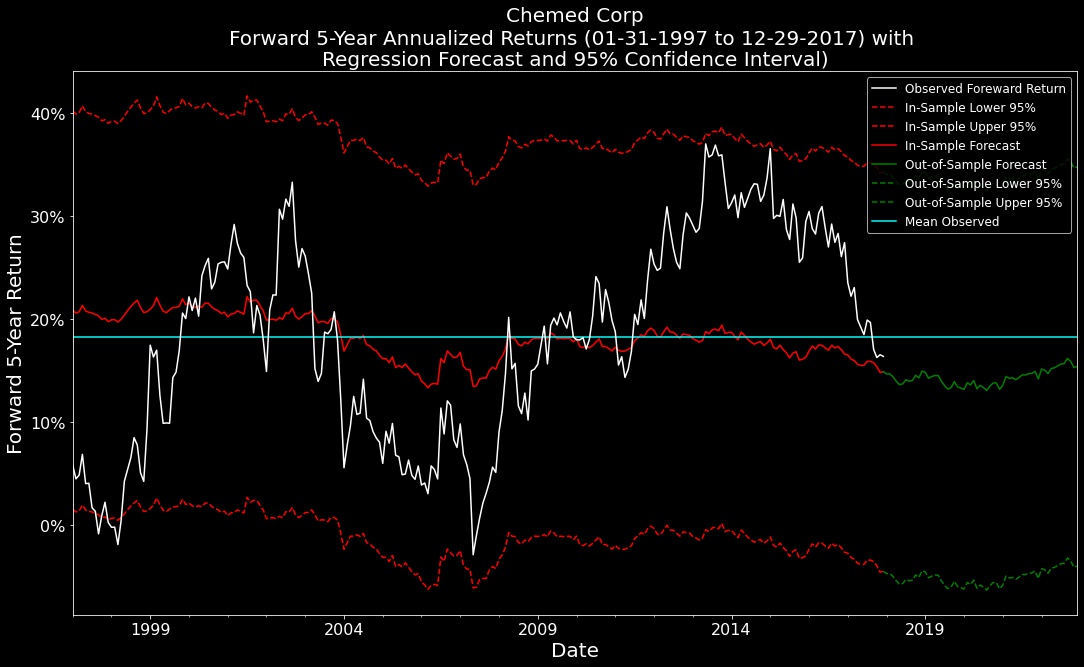 Chemed Corp
Forward 5-Year Annualized Returns (01-31-1997 to 12-29-2017) with
Regression Forecast and 95% Confidence Interval)
Observed Foreward Return
In-Sample Lower 95%
In-Sample Upper 95%
In-Sample Forecast
Out-of-Sample Forecast
Out-of-Sample Lower 95%
Out-of-Sample Upper 95%
Mean Observed
Forward 5-Year Return
40%
30%
20%
10%
0%
1999
2004
2009
2014
2019
Date